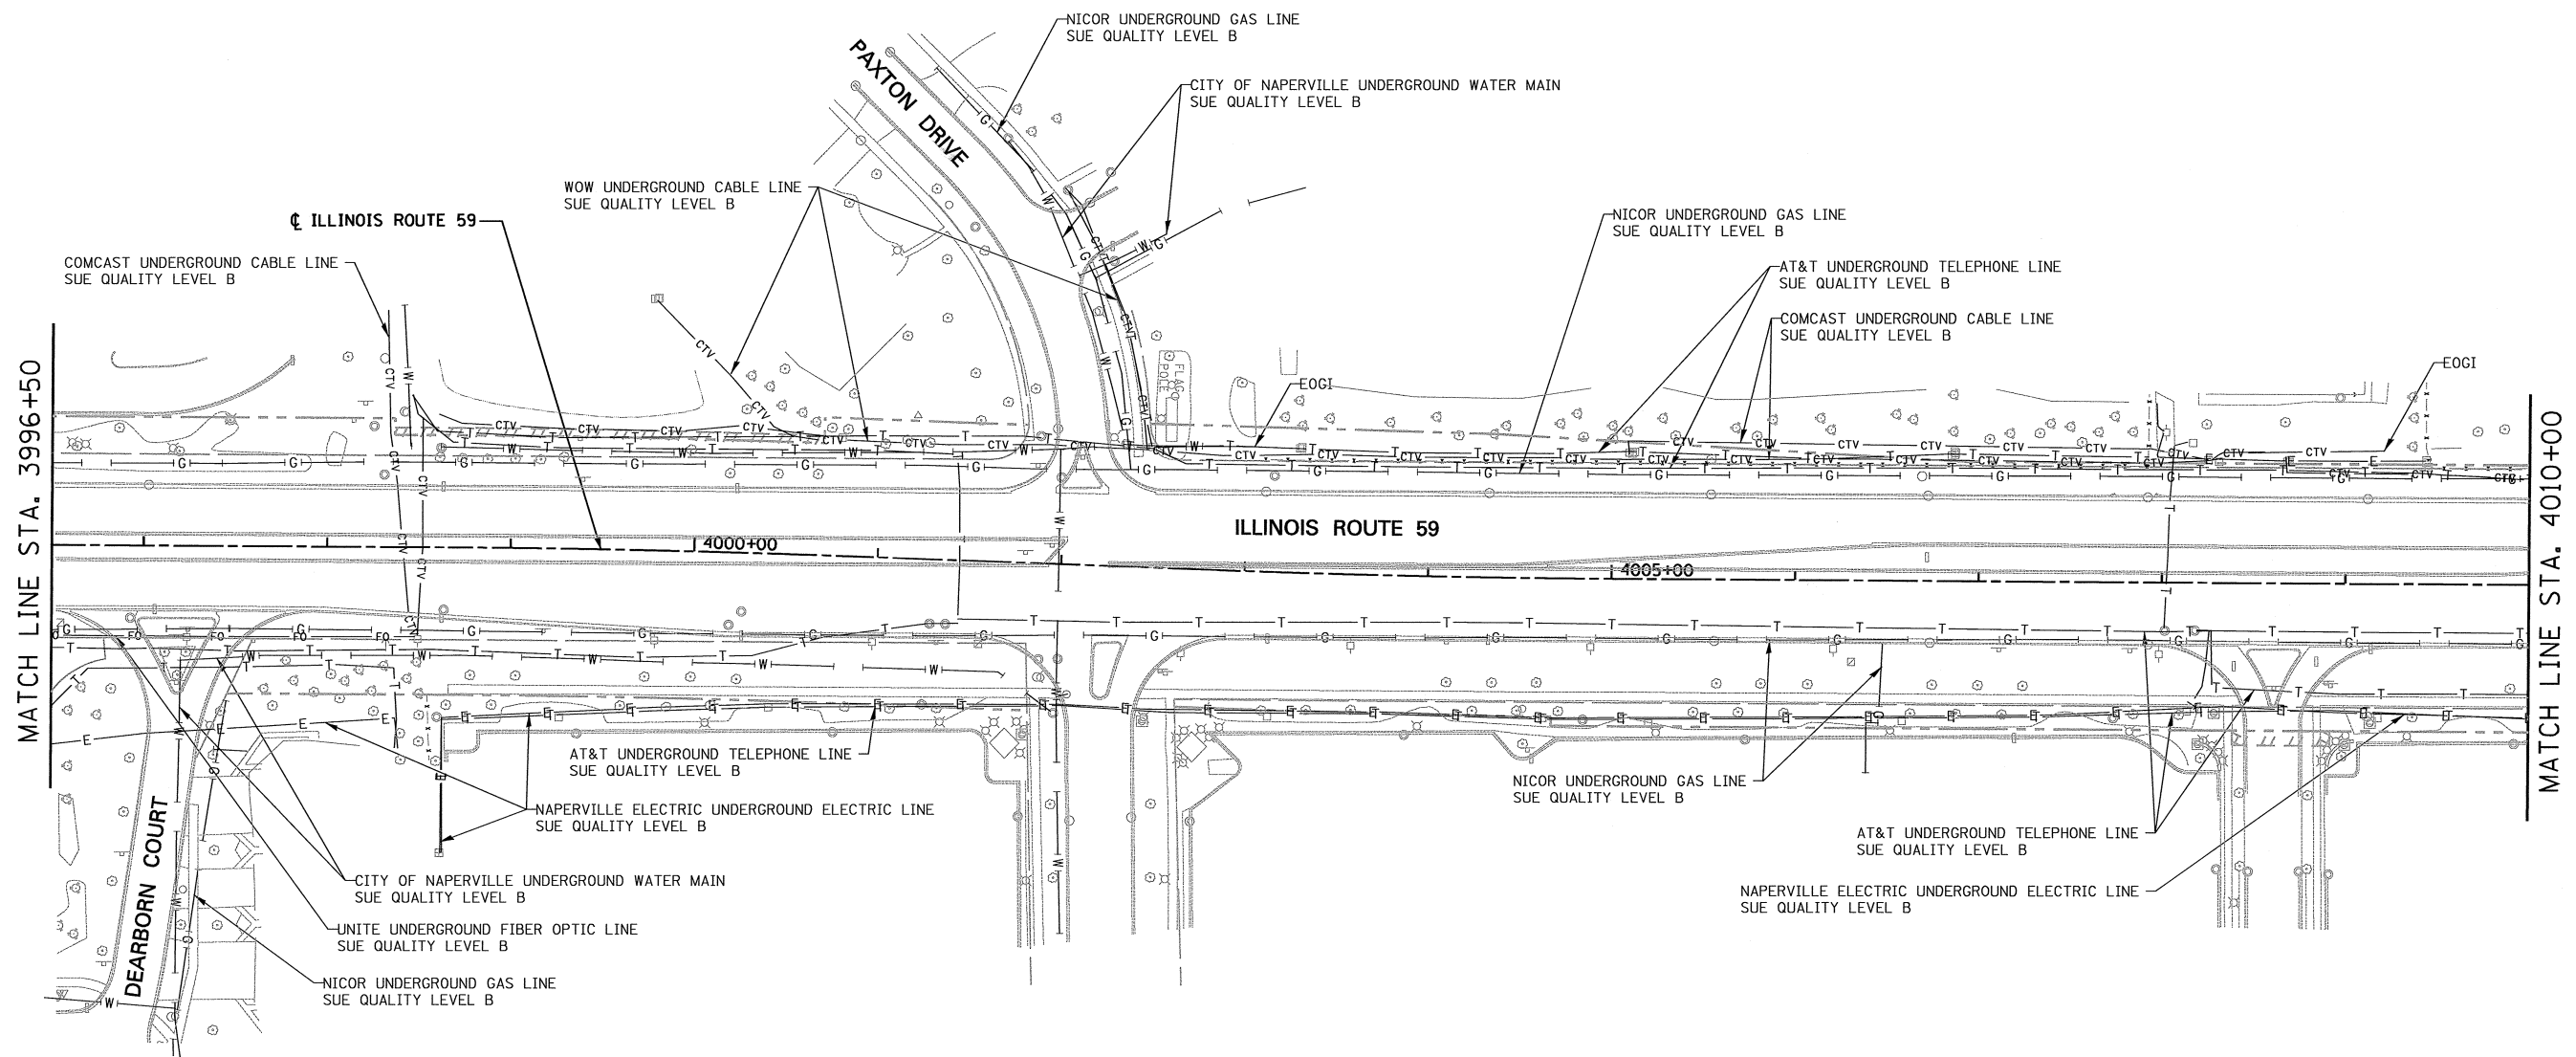 NICOR UNDERGROUND GAS LINE
SUE QUALITY LEVEL B
PAXTON DRIVE
CITY OF NAPERVILLE UNDERGROUND WATER MAIN
SUE QUALITY LEVEL B
WOW UNDERGROUND CABLE LINE
SUE QUALITY LEVEL B
℄ ILLINOIS ROUTE 59
NICOR UNDERGROUND GAS LINE
SUE QUALITY LEVEL B
COMCAST UNDERGROUND CABLE LINE
SUE QUALITY LEVEL B
AT&T UNDERGROUND TELEPHONE LINE
SUE QUALITY LEVEL B
COMCAST UNDERGROUND CABLE LINE
SUE QUALITY LEVEL B
EOGI
EOGI
FLAG
POLE
MATCH LINE STA. 3996+50
MATCH LINE STA. 4010+00
ILLINOIS ROUTE 59
4000+00
4005+00
AT&T UNDERGROUND TELEPHONE LINE
SUE QUALITY LEVEL B
NICOR UNDERGROUND GAS LINE
SUE QUALITY LEVEL B
NAPERVILLE ELECTRIC UNDERGROUND ELECTRIC LINE
SUE QUALITY LEVEL B
AT&T UNDERGROUND TELEPHONE LINE
SUE QUALITY LEVEL B
DEARBORN COURT
CITY OF NAPERVILLE UNDERGROUND WATER MAIN
SUE QUALITY LEVEL B
NAPERVILLE ELECTRIC UNDERGROUND ELECTRIC LINE
SUE QUALITY LEVEL B
UNITE UNDERGROUND FIBER OPTIC LINE
SUE QUALITY LEVEL B
NICOR UNDERGROUND GAS LINE
SUE QUALITY LEVEL B